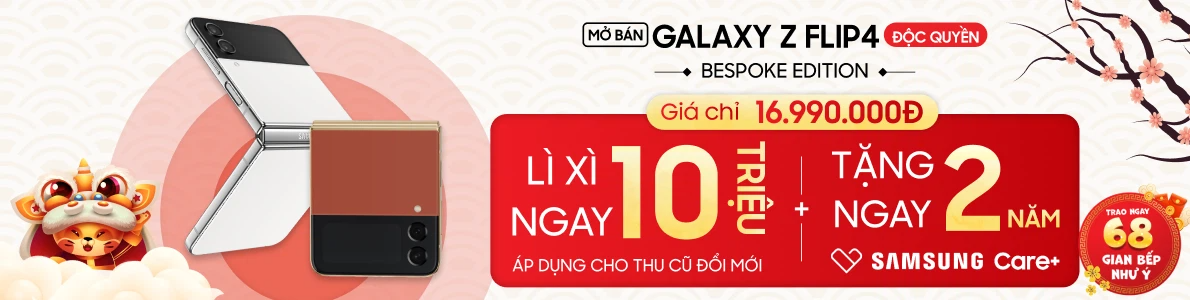 MỞ BÁN GALAXY Z FLIP4 ĐỘC QUYỀN
BESPOKE EDITION
Giá chỉ 16.990.000Đ
LÌ XÌ
NGAY 10 TRIỆU
ÁP DỤNG CHO THU CŨ ĐỔI MỚI
+
TẶNG
NGAY 2 NĂM
SAMSUNG Care+
TRAO NGAY
68
GIAN BẾP
NHƯ Ý